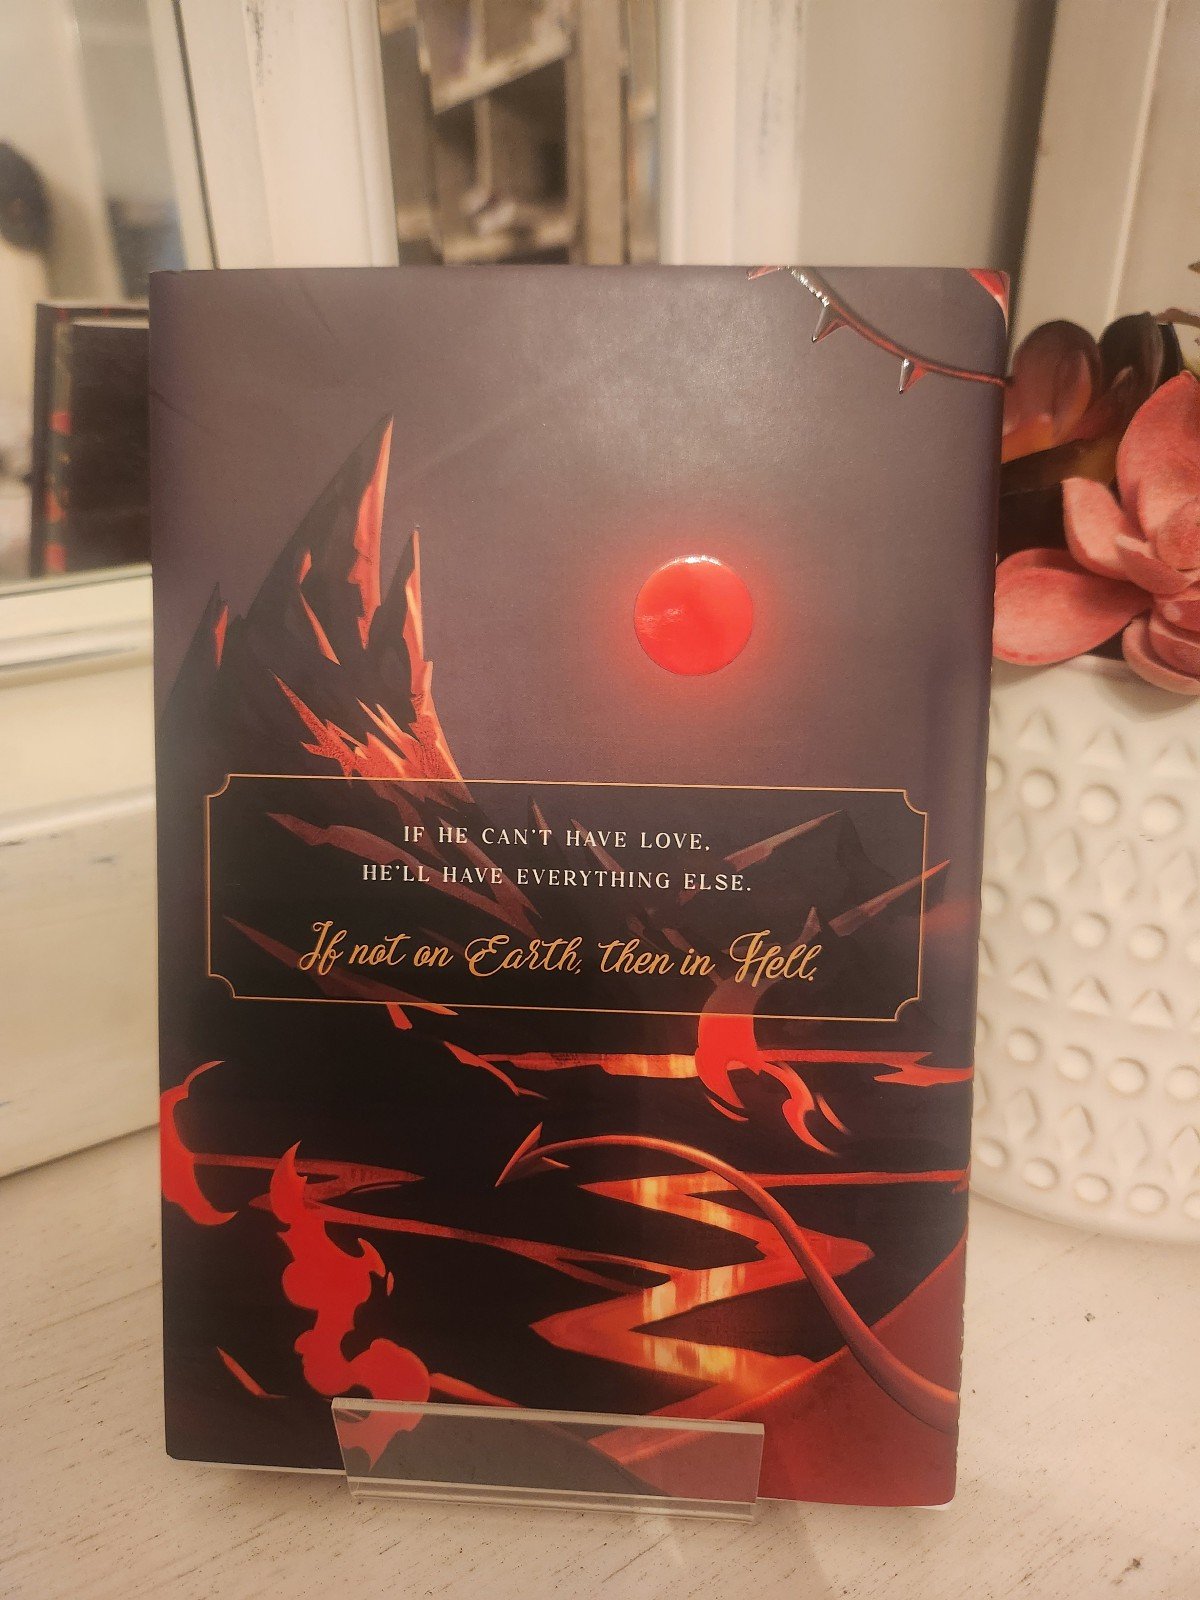 IF HE CAN'T HAVE LOVE,
HE'LL HAVE EVERYTHING ELSE.
If not on Earth, then in Hell.